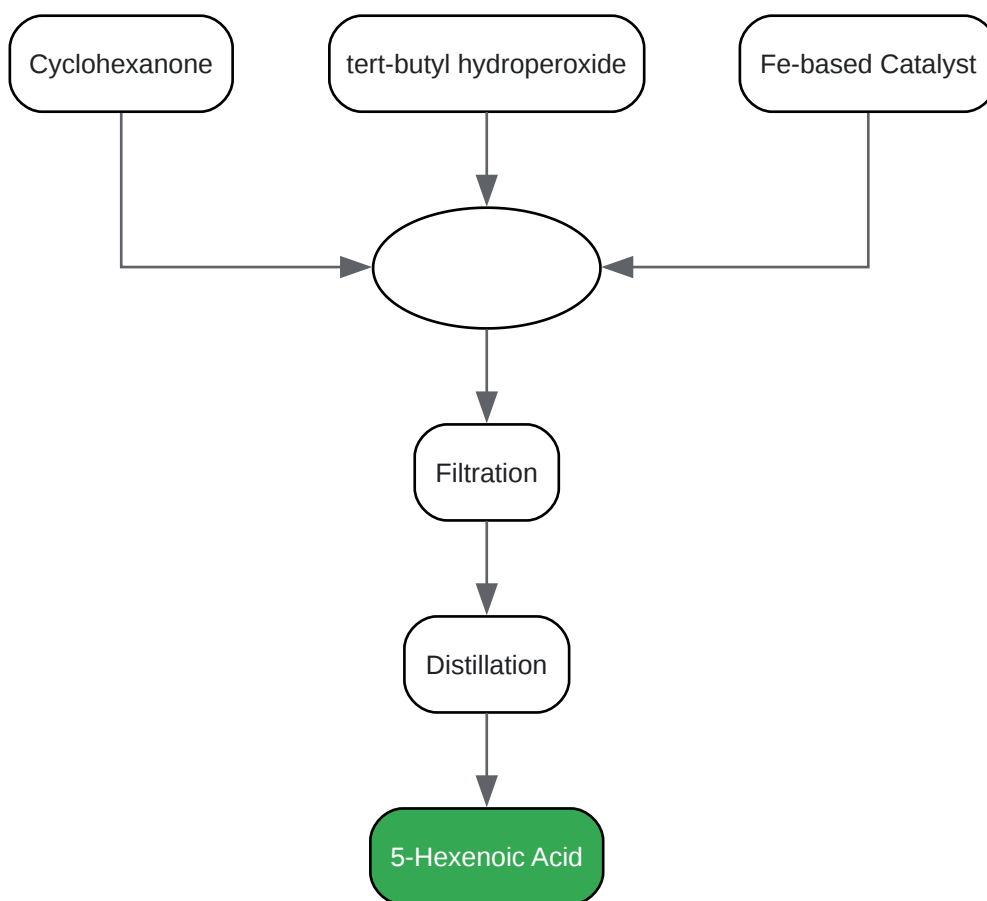 Cyclohexanone
tert-butyl hydroperoxide
Fe-based Catalyst
Filtration
Distillation
5-Hexenoic Acid